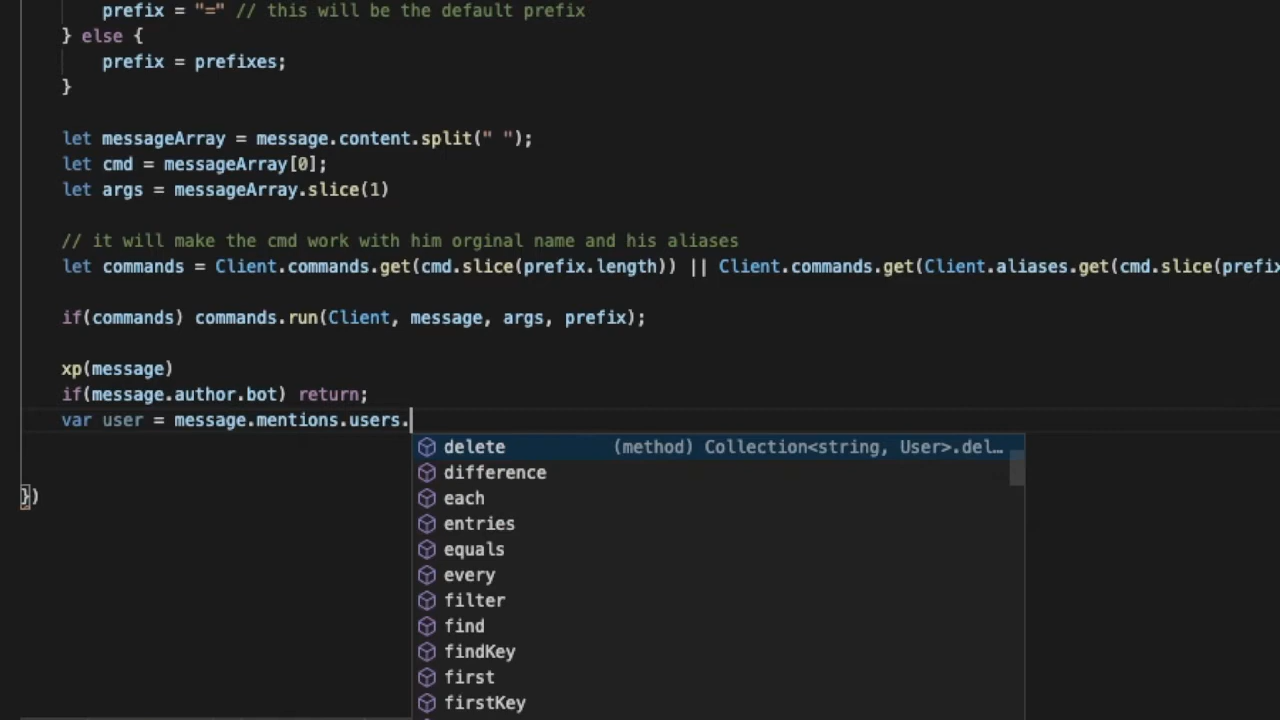 prefix = "=" // this will be the default prefix
} else {
prefix = prefixes;
}
let messageArray = message.content.split(" ");
let cmd = messageArray[0];
let args = messageArray.slice(1)
// it will make the cmd work with him orginal name and his aliases
let commands = Client.commands.get(cmd.slice(prefix.length)) || Client.commands.get(Client.aliases.get(cmd.slice(prefix
if(commands) commands.run(Client, message, args, prefix);
xp(message)
if(message.author.bot) return;
var user = message.mentions.users.
delete (method) Collection<string, User>.del…
difference
each
entries
equals
every
filter
find
findKey
first
firstKey
})